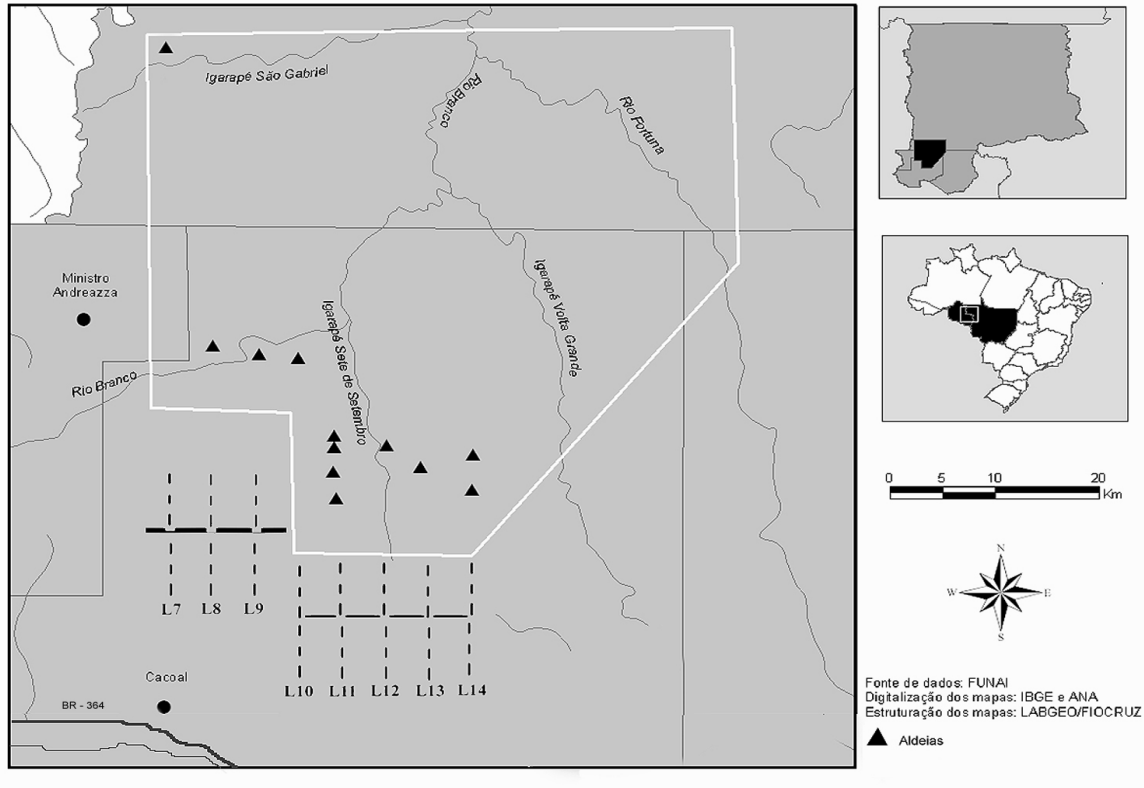 Igarapé São Gabriel
Rio Branco
Rio Fortuna
Ministro
Andreazza
Igarapé Sete de Setembro
Igarapé Volta Grande
Rio Branco
L7 L8 L9
L10 L11 L12 L13 L14
Cacoal
BR - 364
0 5 10 20
Km
N
W E
S
Fonte de dados: FUNAI
Digitalização dos mapas: IBGE e ANA
Estruturação dos mapas: LABGEO/FIOCRUZ
Aldeias